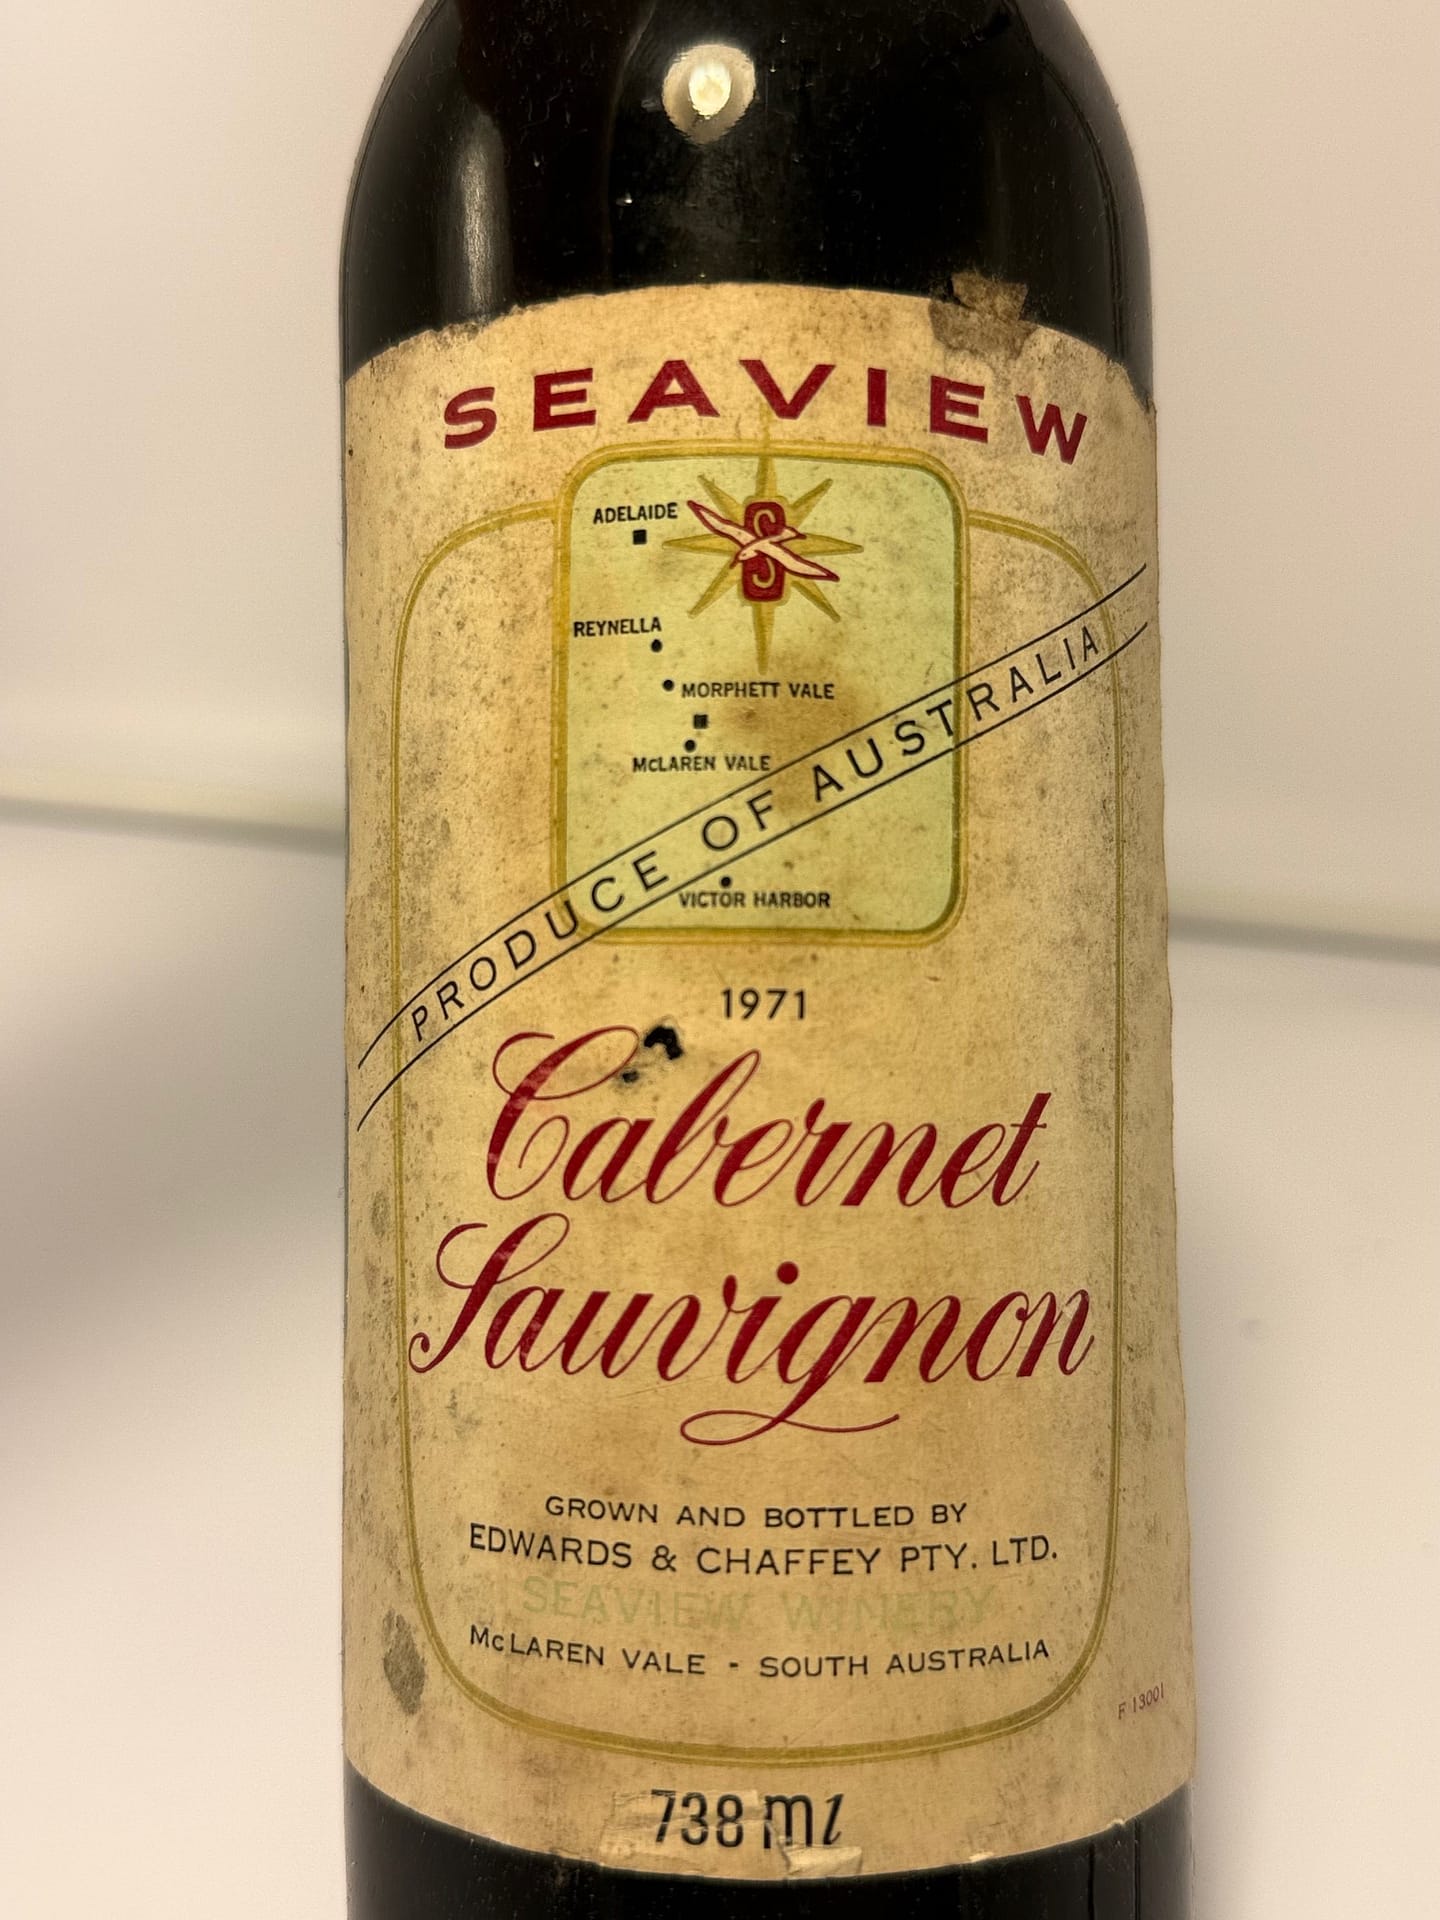 SEAVIEW
ADELAIDE
S
REYNELLA
MORPHETT VALE
McLAREN VALE
PRODUCE OF AUSTRALIA
VICTOR HARBOR
1971
Cabernet
Sauvignon
GROWN AND BOTTLED BY
EDWARDS & CHAFFEY PTY. LTD.
SEAVIEW WINERY
McLAREN VALE - SOUTH AUSTRALIA
F 13001
738 ml